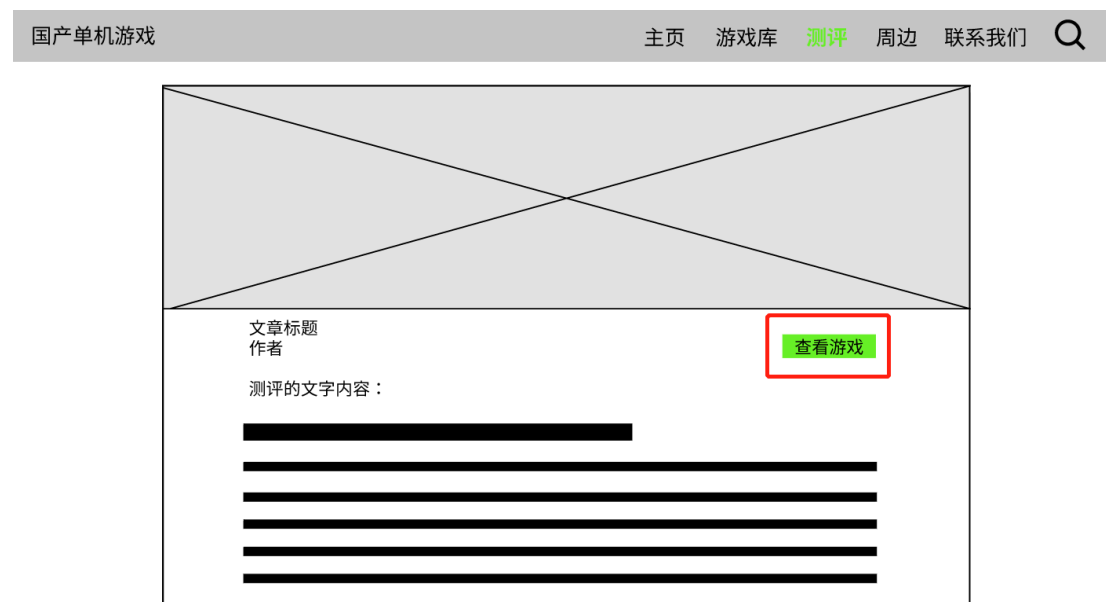 国产单机游戏 主页 游戏库 测评 周边 联系我们
文章标题
作者
查看游戏
测评的文字内容：